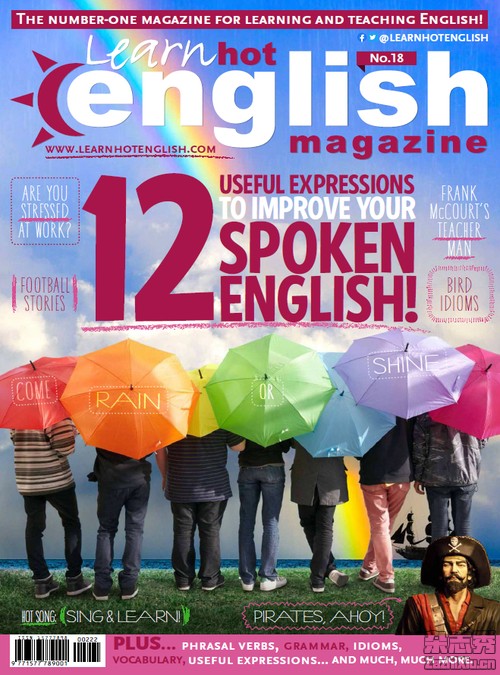 THE NUMBER-ONE MAGAZINE FOR LEARNING AND TEACHING ENGLISH!
@LEARNHOTENGLISH
Learn hot
No.18
english
magazine
WWW.LEARNHOTENGLISH.COM
ARE YOU
STRESSED
AT WORK?
FOOTBALL
STORIES
12
USEFUL EXPRESSIONS
TO IMPROVE YOUR
SPOKEN
ENGLISH!
FRANK
McCOURT'S
TEACHER
MAN
BIRD
IDIOMS
COME
RAIN
OR
SHINE
HOT SONG: (SING & LEARN!)
PIRATES, AHOY!
00222
9 771577 789001
PLUS... PHRASAL VERBS, GRAMMAR, IDIOMS,
VOCABULARY, USEFUL EXPRESSIONS... AND MUCH, MUCH MORE.